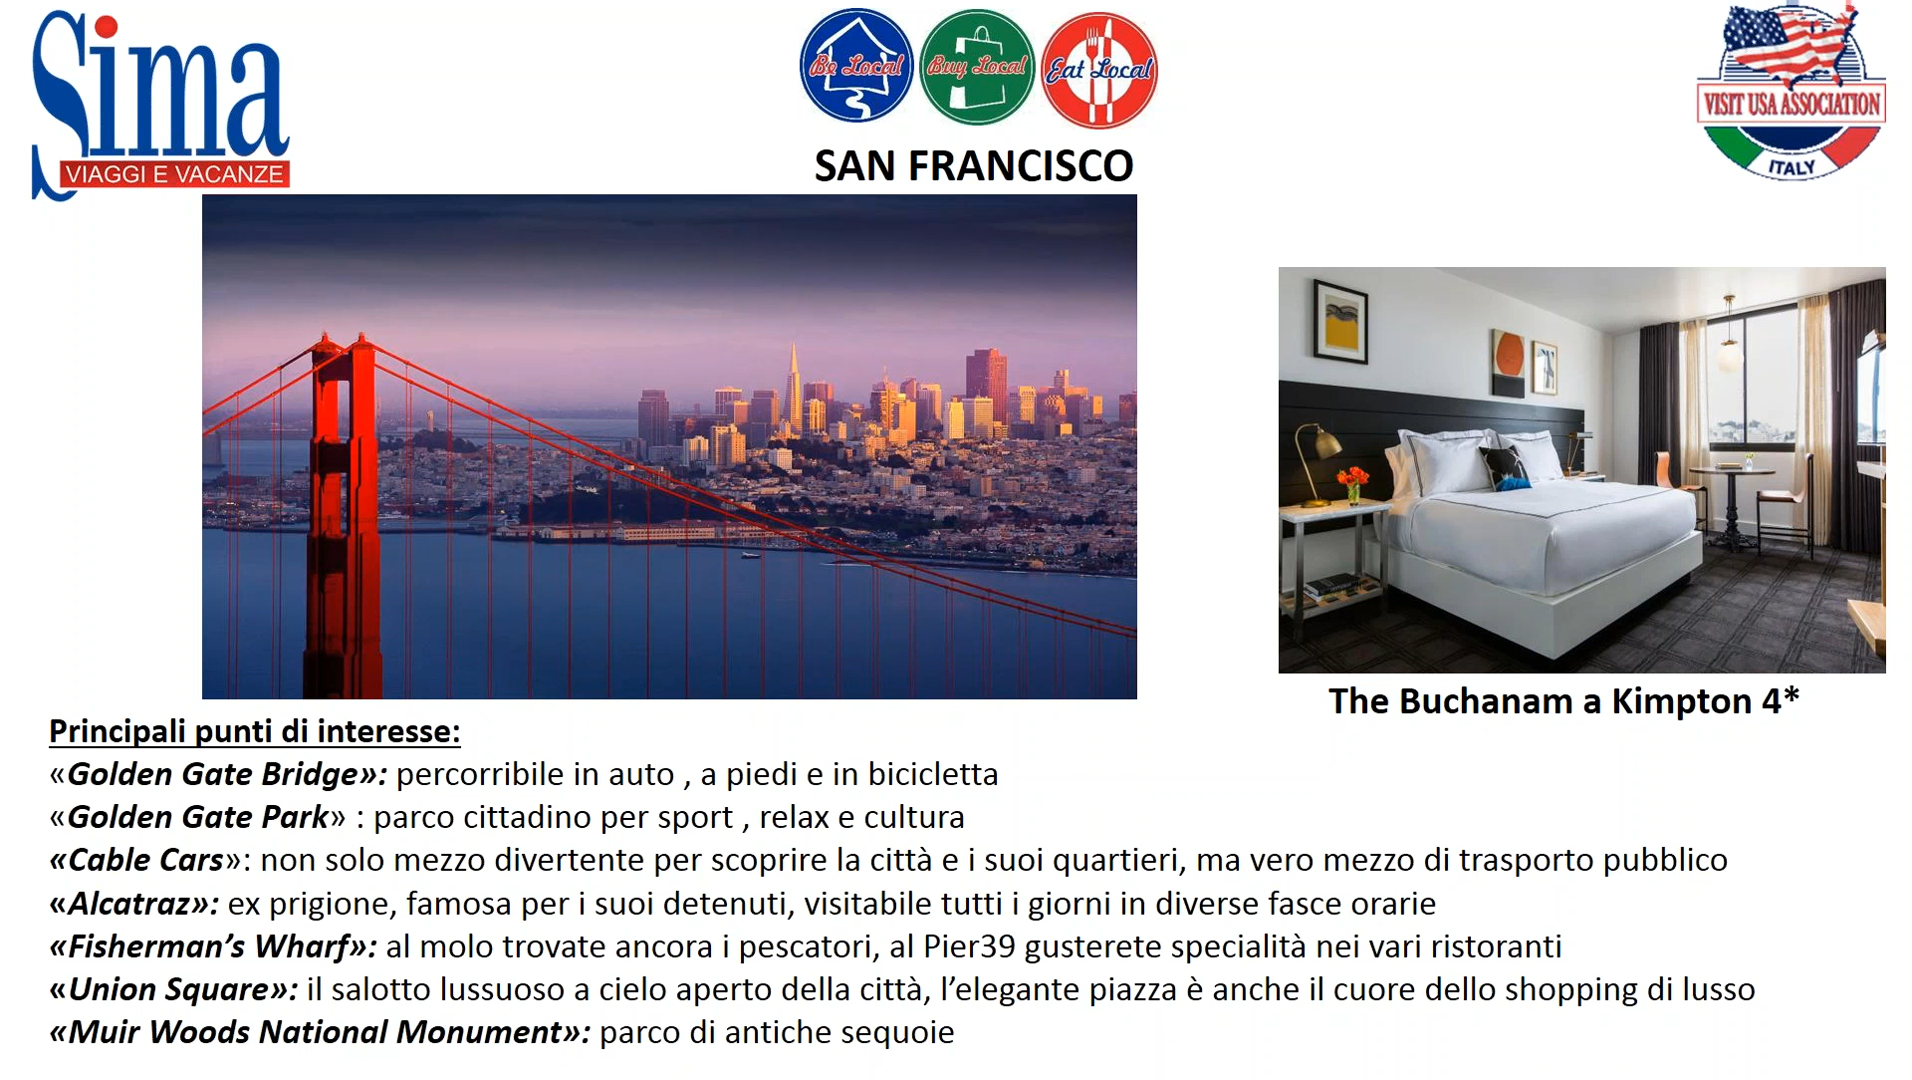 Sima
VIAGGI E VACANZE
Be Local
Buy Local
Eat Local
VISIT USA ASSOCIATION
ITALY
SAN FRANCISCO
The Buchanam a Kimpton 4*
Principali punti di interesse:
«Golden Gate Bridge»: percorribile in auto , a piedi e in bicicletta
«Golden Gate Park» : parco cittadino per sport , relax e cultura
«Cable Cars»: non solo mezzo divertente per scoprire la città e i suoi quartieri, ma vero mezzo di trasporto pubblico
«Alcatraz»: ex prigione, famosa per i suoi detenuti, visitabile tutti i giorni in diverse fasce orarie
«Fisherman’s Wharf»: al molo trovate ancora i pescatori, al Pier39 gusterete specialità nei vari ristoranti
«Union Square»: il salotto lussuoso a cielo aperto della città, l’elegante piazza è anche il cuore dello shopping di lusso
«Muir Woods National Monument»: parco di antiche sequoie